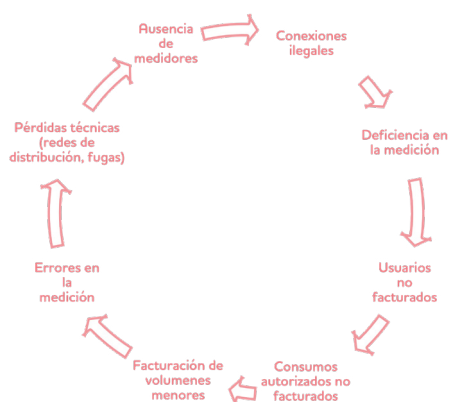 Ausencia
de
medidores
Conexiones
ilegales
Deficiencia en
la medición
Usuarios
no
facturados
Consumos
autorizados no
facturados
Facturación de
volumenes
menores
Errores en
la
medición
Pérdidas técnicas
(redes de
distribución, fugas)